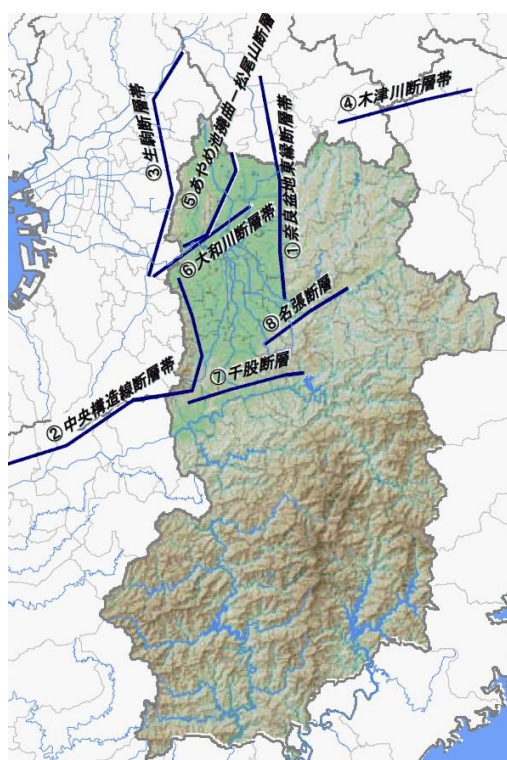 ①奈良盆地東縁断層帯
②中央構造線断層帯
③生駒断層帯
④木津川断層帯
⑤あやめ池撓曲ー松尾山断層
⑥大和川断層帯
⑦千股断層
⑧名張断層